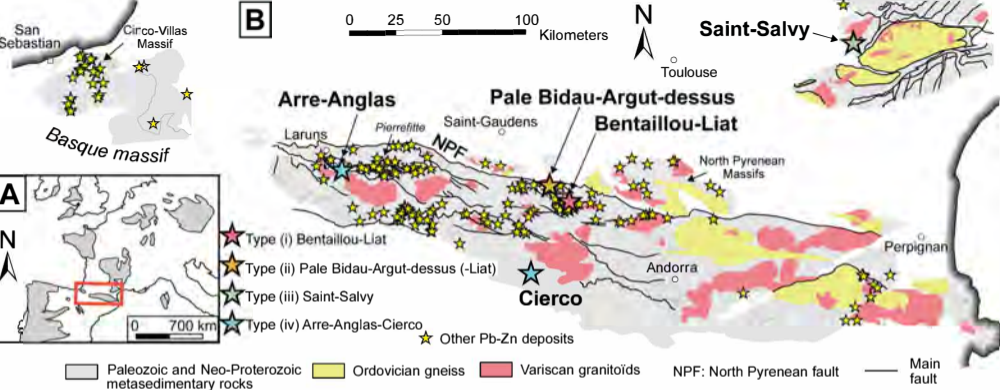 San
Sebastian
Circo-Villas
Massif
Basque massif
B
0 25 50 100
Kilometers
N
Saint-Salvy
Toulouse
Arre-Anglas
Pale Bidau-Argut-dessus
Bentaillou-Liat
Laruns
Pierrefitte
NPF
Saint-Gaudens
North Pyrenean
Massifs
Perpignan
Andorra
Cierco
A
N
0 700 km
Type (i) Bentaillou-Liat
Type (ii) Pale Bidau-Argut-dessus (-Liat)
Type (iii) Saint-Salvy
Type (iv) Arre-Anglas-Cierco
Other Pb-Zn deposits
Paleozoic and Neo-Proterozoic
metasedimentary rocks
Ordovician gneiss
Variscan granitoïds
NPF: North Pyrenean fault
Main
fault